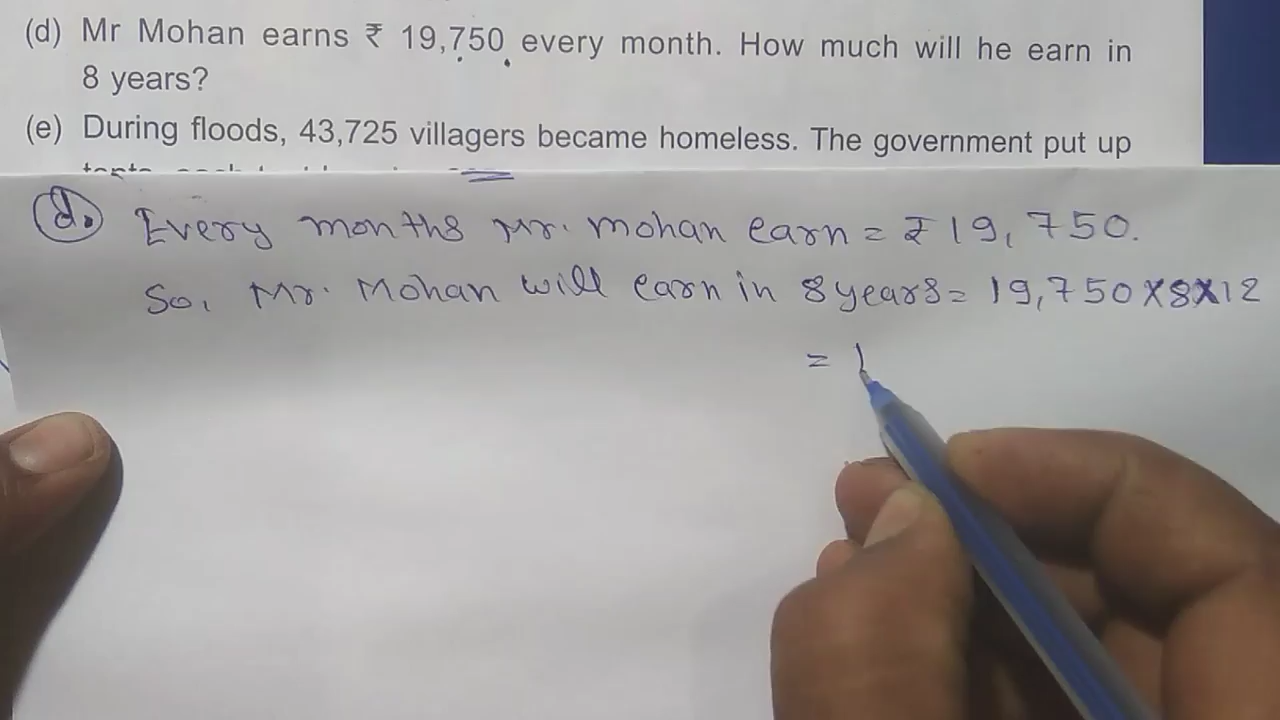 (d) Mr Mohan earns ₹ 19,750 every month. How much will he earn in
8 years?
(e) During floods, 43,725 villagers became homeless. The government put up
d. Every months Mr. Mohan earn = ₹ 19,750.
So, Mr. Mohan will earn in 8 years = 19,750 × 8 × 12
= 1